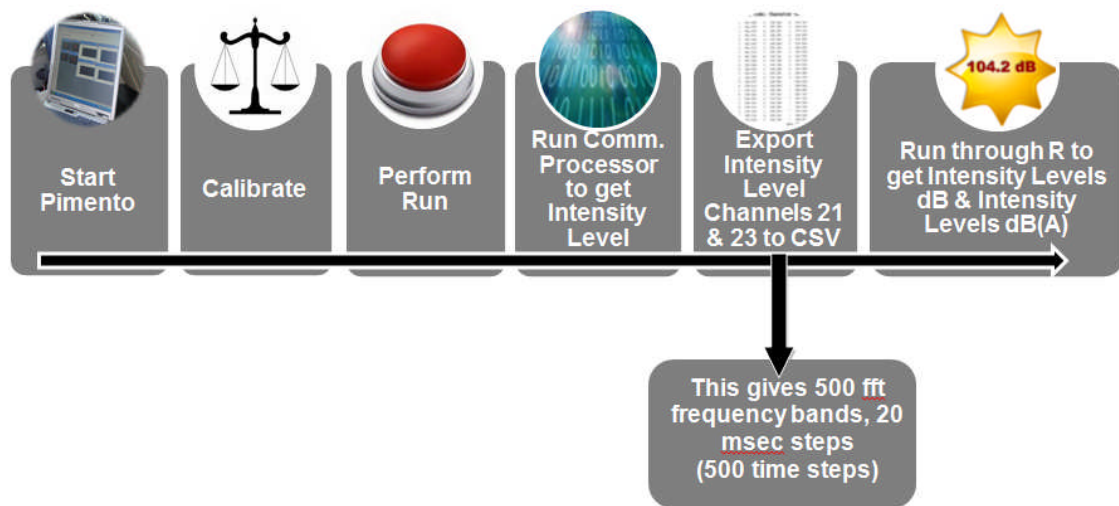 Start
Pimento
Calibrate
Perform
Run
Run Comm.
Processor
to get
Intensity
Level
Export
Intensity
Level
Channels 21
& 23 to CSV
104.2 dB
Run through R to
get Intensity Levels
dB & Intensity
Levels dB(A)
This gives 500 fft
frequency bands, 20
msec steps
(500 time steps)